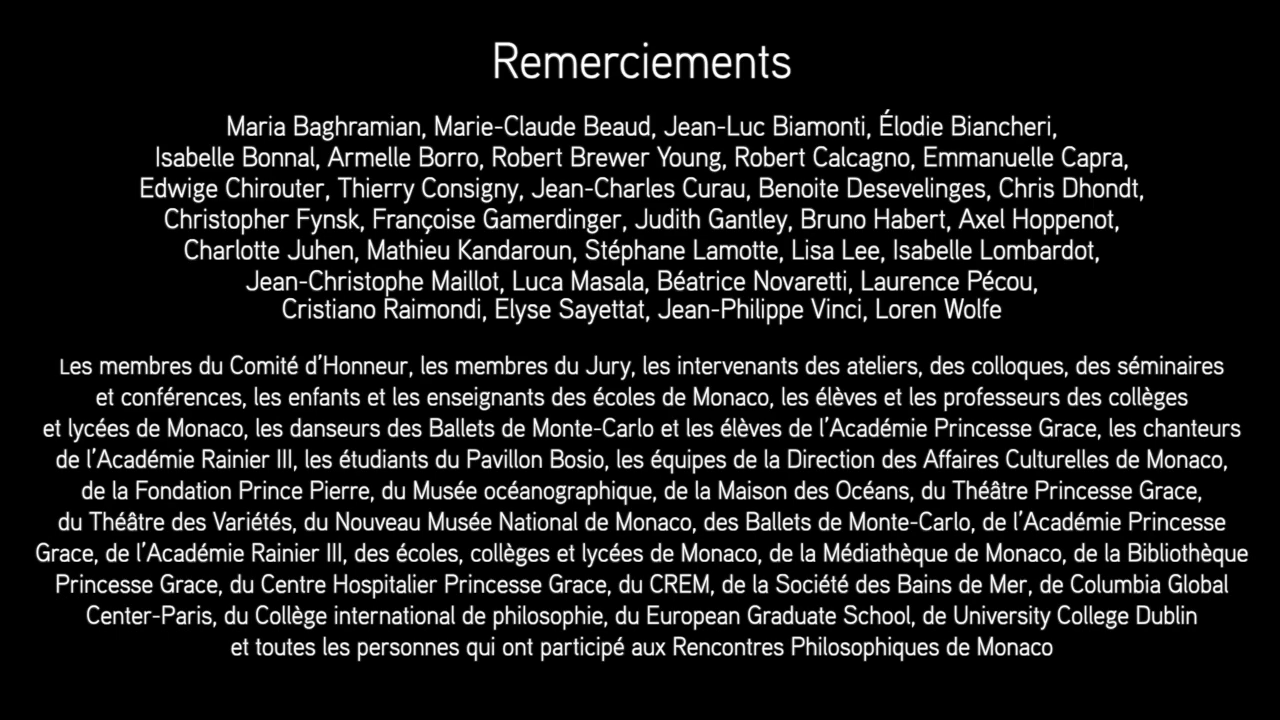 Remerciements
Maria Baghramian, Marie-Claude Beaud, Jean-Luc Biamonti, Élodie Biancheri,
Isabelle Bonnal, Armelle Borro, Robert Brewer Young, Robert Calcagno, Emmanuelle Capra,
Edwige Chirouter, Thierry Consigny, Jean-Charles Curau, Benoite Desevelinges, Chris Dhondt,
Christopher Fynsk, Françoise Gamerdinger, Judith Gantley, Bruno Habert, Axel Hoppenot,
Charlotte Juhen, Mathieu Kandaroun, Stéphane Lamotte, Lisa Lee, Isabelle Lombardot,
Jean-Christophe Maillot, Luca Masala, Béatrice Novaretti, Laurence Pécou,
Cristiano Raimondi, Elyse Sayettat, Jean-Philippe Vinci, Loren Wolfe
Les membres du Comité d'Honneur, les membres du Jury, les intervenants des ateliers, des colloques, des séminaires
et conférences, les enfants et les enseignants des écoles de Monaco, les élèves et les professeurs des collèges
et lycées de Monaco, les danseurs des Ballets de Monte-Carlo et les élèves de l'Académie Princesse Grace, les chanteurs
de l'Académie Rainier III, les étudiants du Pavillon Bosio, les équipes de la Direction des Affaires Culturelles de Monaco,
de la Fondation Prince Pierre, du Musée océanographique, de la Maison des Océans, du Théâtre Princesse Grace,
du Théâtre des Variétés, du Nouveau Musée National de Monaco, des Ballets de Monte-Carlo, de l'Académie Princesse
Grace, de l'Académie Rainier III, des écoles, collèges et lycées de Monaco, de la Médiathèque de Monaco, de la Bibliothèque
Princesse Grace, du Centre Hospitalier Princesse Grace, du CREM, de la Société des Bains de Mer, de Columbia Global
Center-Paris, du Collège international de philosophie, du European Graduate School, de University College Dublin
et toutes les personnes qui ont participé aux Rencontres Philosophiques de Monaco